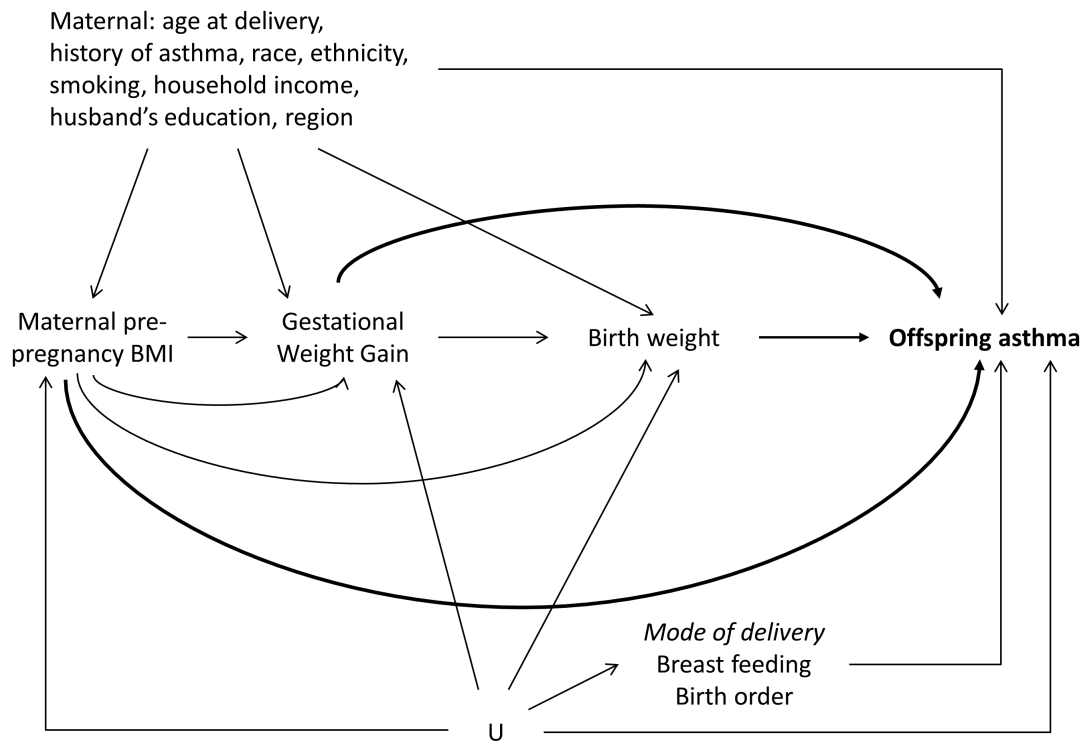 Maternal: age at delivery,
history of asthma, race, ethnicity,
smoking, household income,
husband’s education, region
Maternal pre-
pregnancy BMI
Gestational
Weight Gain
Birth weight
Offspring asthma
Mode of delivery
Breast feeding
Birth order
U